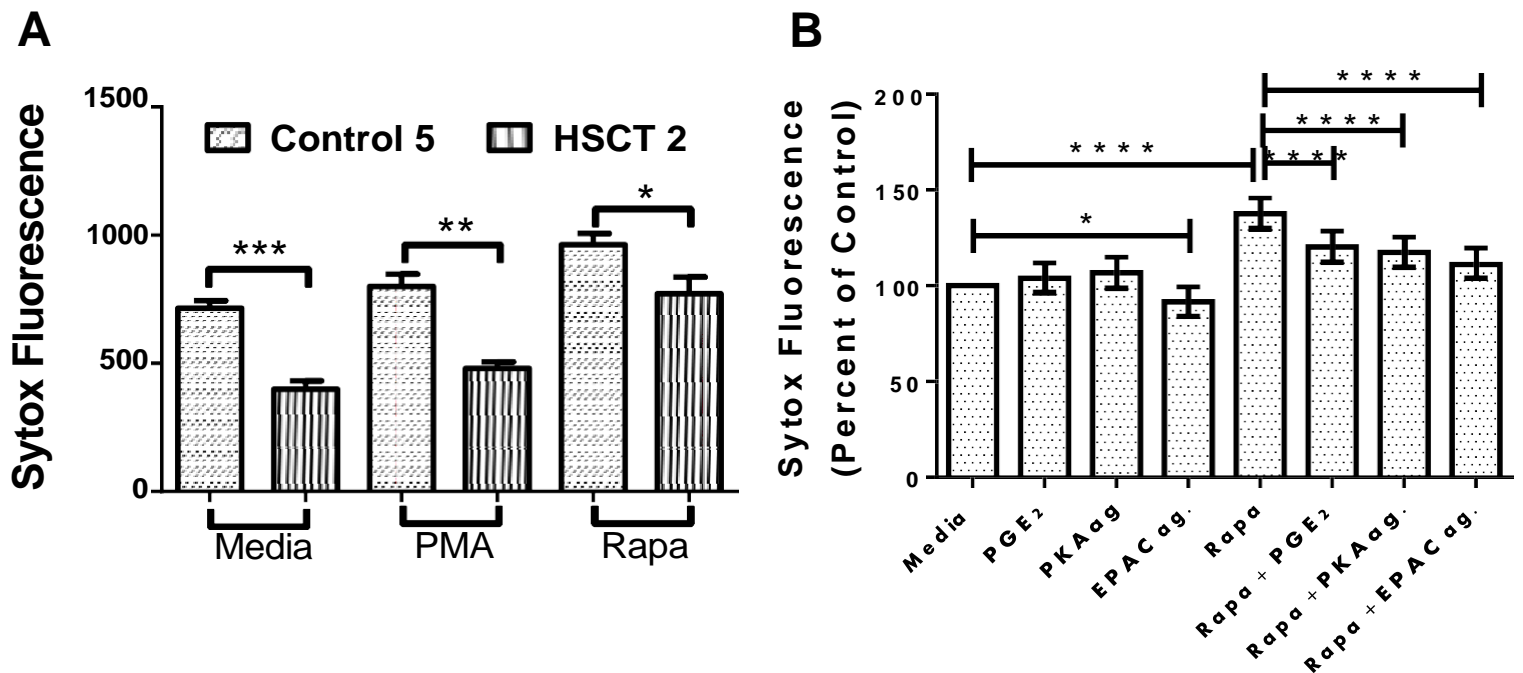 A
Sytox Fluorescence
1500
1000
500
0
Control 5
HSCT 2
***
**
*
Media
PMA
Rapa
B
Sytox Fluorescence
(Percent of Control)
200
150
100
50
0
****
****
****
****
*
Media
PGE₂
PKAag
EPACag.
Rapa
Rapa + PGE₂
Rapa + PKAag.
Rapa + EPACag.